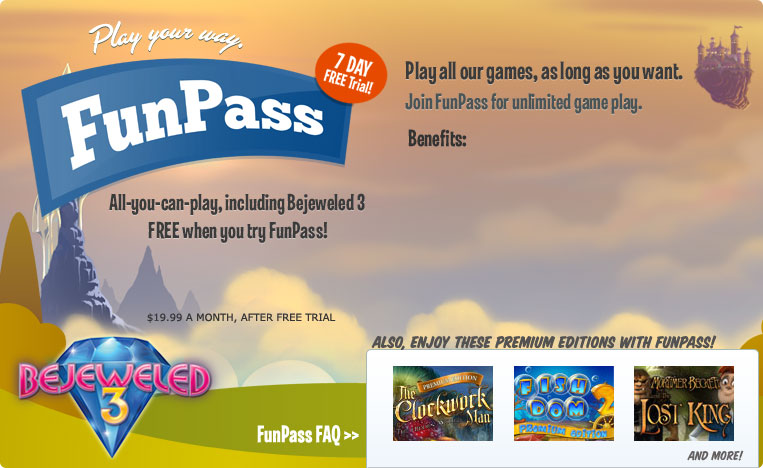 Play your way.
FunPass
7 DAY
FREE Trial!
Play all our games, as long as you want.
Join FunPass for unlimited game play.
Benefits:
All-you-can-play, including Bejeweled 3
FREE when you try FunPass!
$19.99 A MONTH, AFTER FREE TRIAL
BEJEWELED
3
FunPass FAQ >>
ALSO, ENJOY THESE PREMIUM EDITIONS WITH FUNPASS!
PREMIUM EDITION
The
Clockwork
Man
FISH
DOM 2
PREMIUM EDITION
MORTIMER BECKETT
LOST KING
AND MORE!